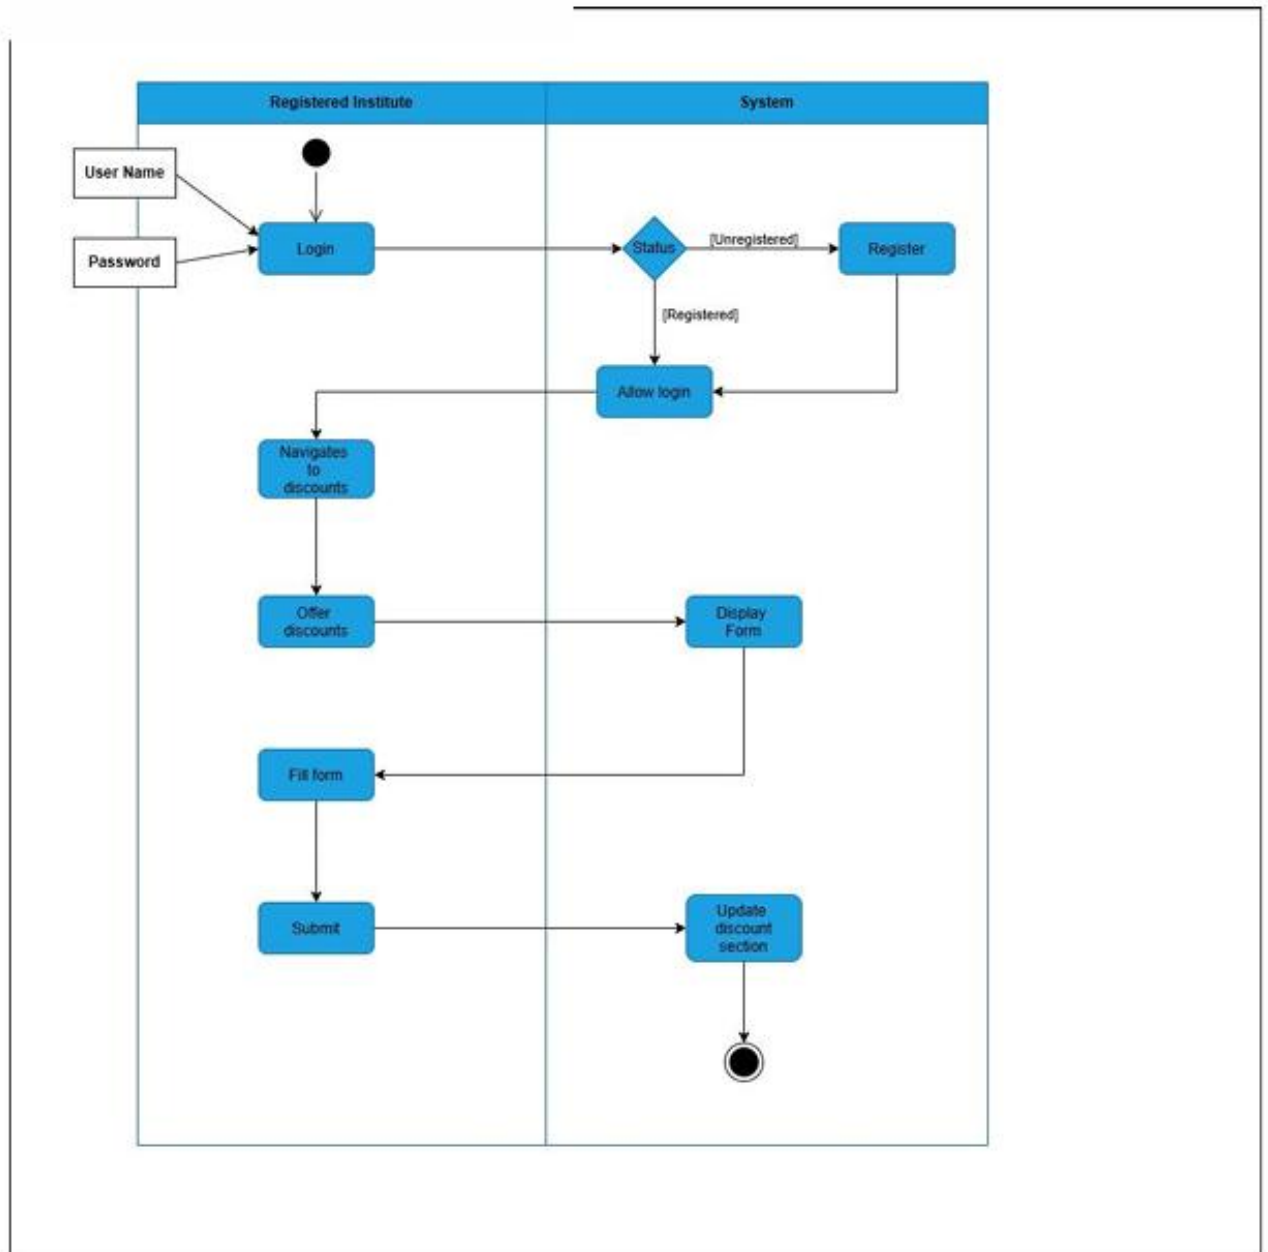 Registered Institute
System
User Name
Password
Login
Status
[Unregistered]
Register
[Registered]
Allow login
Navigates
to
discounts
Offer
discounts
Display
Form
Fill form
Submit
Update
discount
section